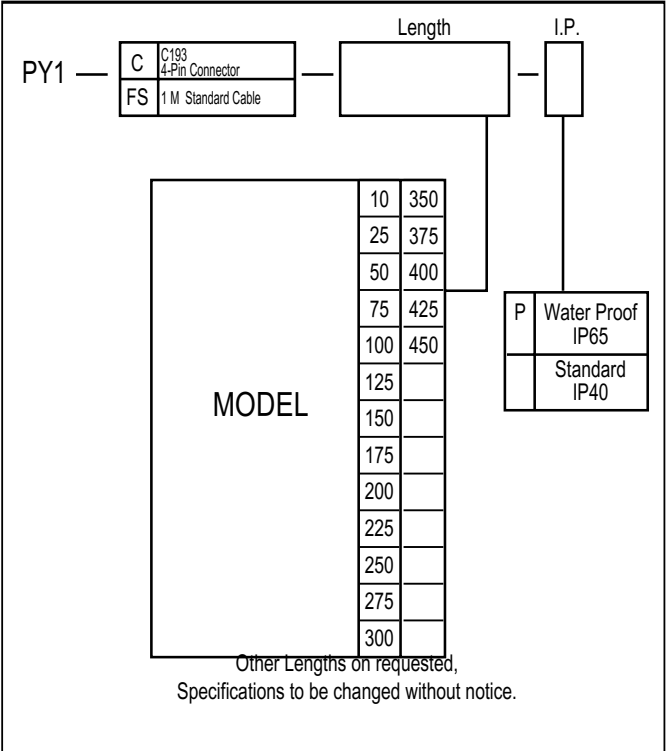 Length I.P.
PY1 — C C193
4-Pin Connector
FS 1 M Standard Cable
MODEL
10 350
25 375
50 400
75 425
100 450
125
150
175
200
225
250
275
300
P Water Proof
IP65
Standard
IP40
Other Lengths on requested,
Specifications to be changed without notice.